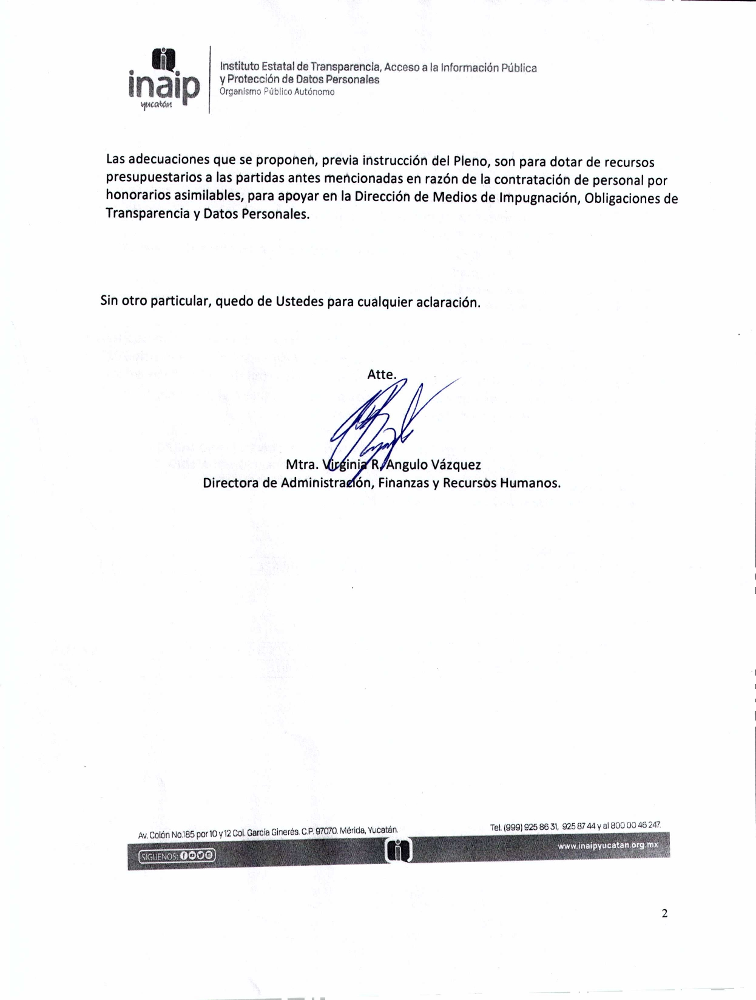 inaip
yucatán
Instituto Estatal de Transparencia, Acceso a la Información Pública
y Protección de Datos Personales
Organismo Público Autónomo
Las adecuaciones que se proponen, previa instrucción del Pleno, son para dotar de recursos
presupuestarios a las partidas antes mencionadas en razón de la contratación de personal por
honorarios asimilables, para apoyar en la Dirección de Medios de Impugnación, Obligaciones de
Transparencia y Datos Personales.
Sin otro particular, quedo de Ustedes para cualquier aclaración.
Atte.
Mtra. Virginia R. Angulo Vázquez
Directora de Administración, Finanzas y Recursos Humanos.
Av. Colón No.185 por 10 y 12 Col. García Ginerés. C.P. 97070. Mérida, Yucatán.
Tel. (999) 925 86 31, 925 87 44 y al 800 00 46 247.
www.inaipyucatan.org.mx
SÍGUENOS:
2